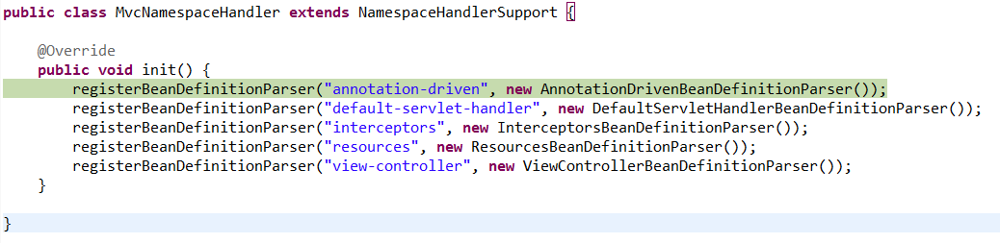 public class MvcNamespaceHandler extends NamespaceHandlerSupport {
@Override
public void init() {
registerBeanDefinitionParser("annotation-driven", new AnnotationDrivenBeanDefinitionParser());
registerBeanDefinitionParser("default-servlet-handler", new DefaultServletHandlerBeanDefinitionParser());
registerBeanDefinitionParser("interceptors", new InterceptorsBeanDefinitionParser());
registerBeanDefinitionParser("resources", new ResourcesBeanDefinitionParser());
registerBeanDefinitionParser("view-controller", new ViewControllerBeanDefinitionParser());
}
}